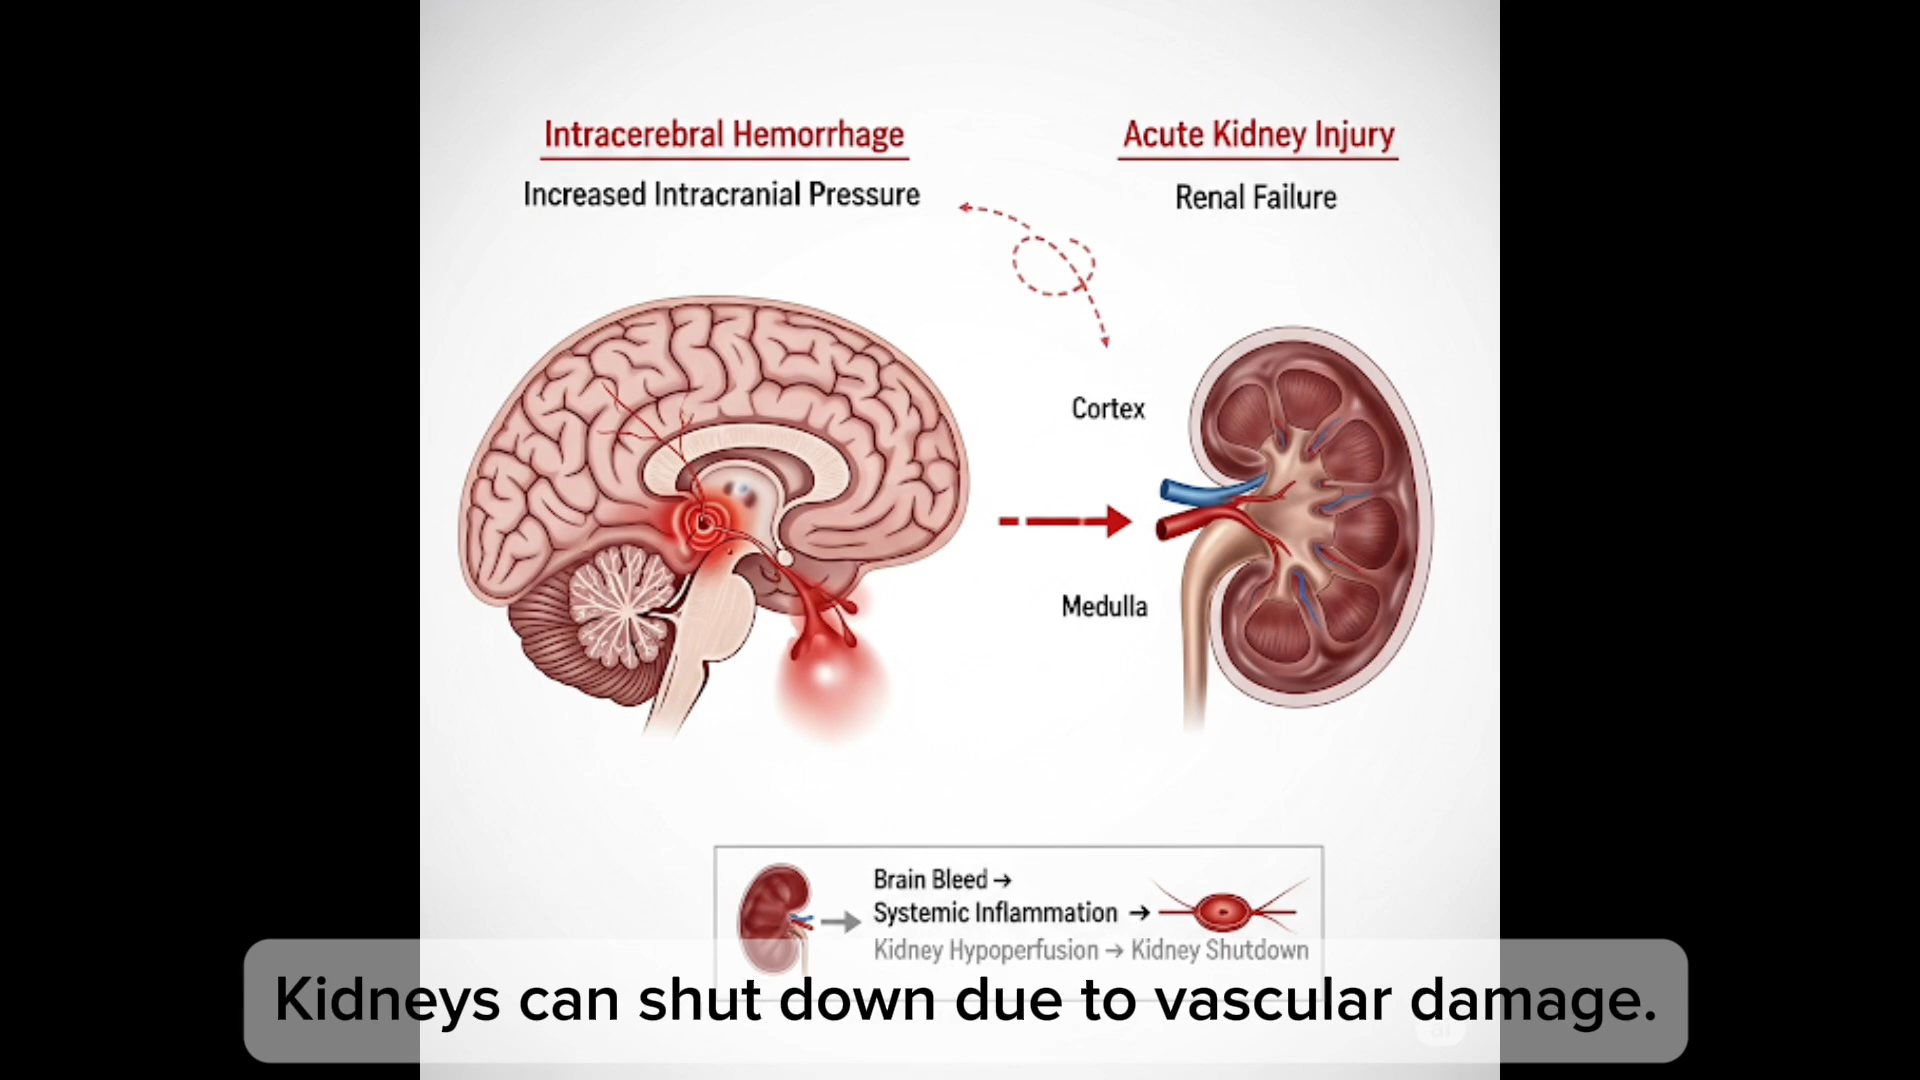 Intracerebral Hemorrhage
Increased Intracranial Pressure
Acute Kidney Injury
Renal Failure
Cortex
Medulla
Brain Bleed →
Systemic Inflammation →
Kidney Hypoperfusion → Kidney Shutdown
Kidneys can shut down due to vascular damage.